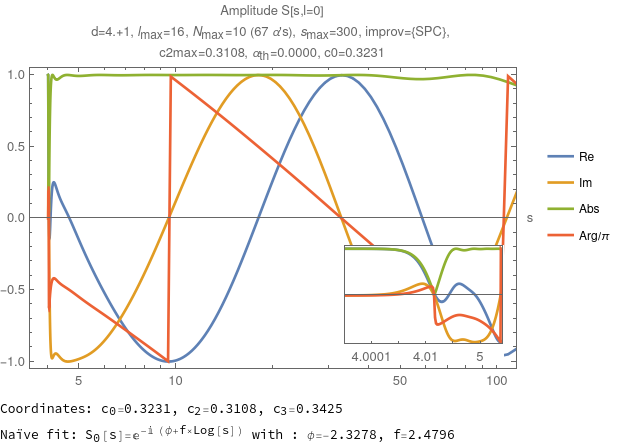 Amplitude S[s,l=0]
d=4.+1, lmax=16, Nmax=10 (67 α's), smax=300, improv={SPC},
c2max=0.3108, αth=0.0000, c0=0.3231
1.0
0.5
0.0
-0.5
-1.0
5 10 50 100
s
Re
Im
Abs
Arg/π
4.0001 4.01 5
Coordinates: c0=0.3231, c2=0.3108, c3=0.3425
Naïve fit: S0[s]=e^-i (ϕ+f×Log[s]) with : ϕ=-2.3278, f=2.4796